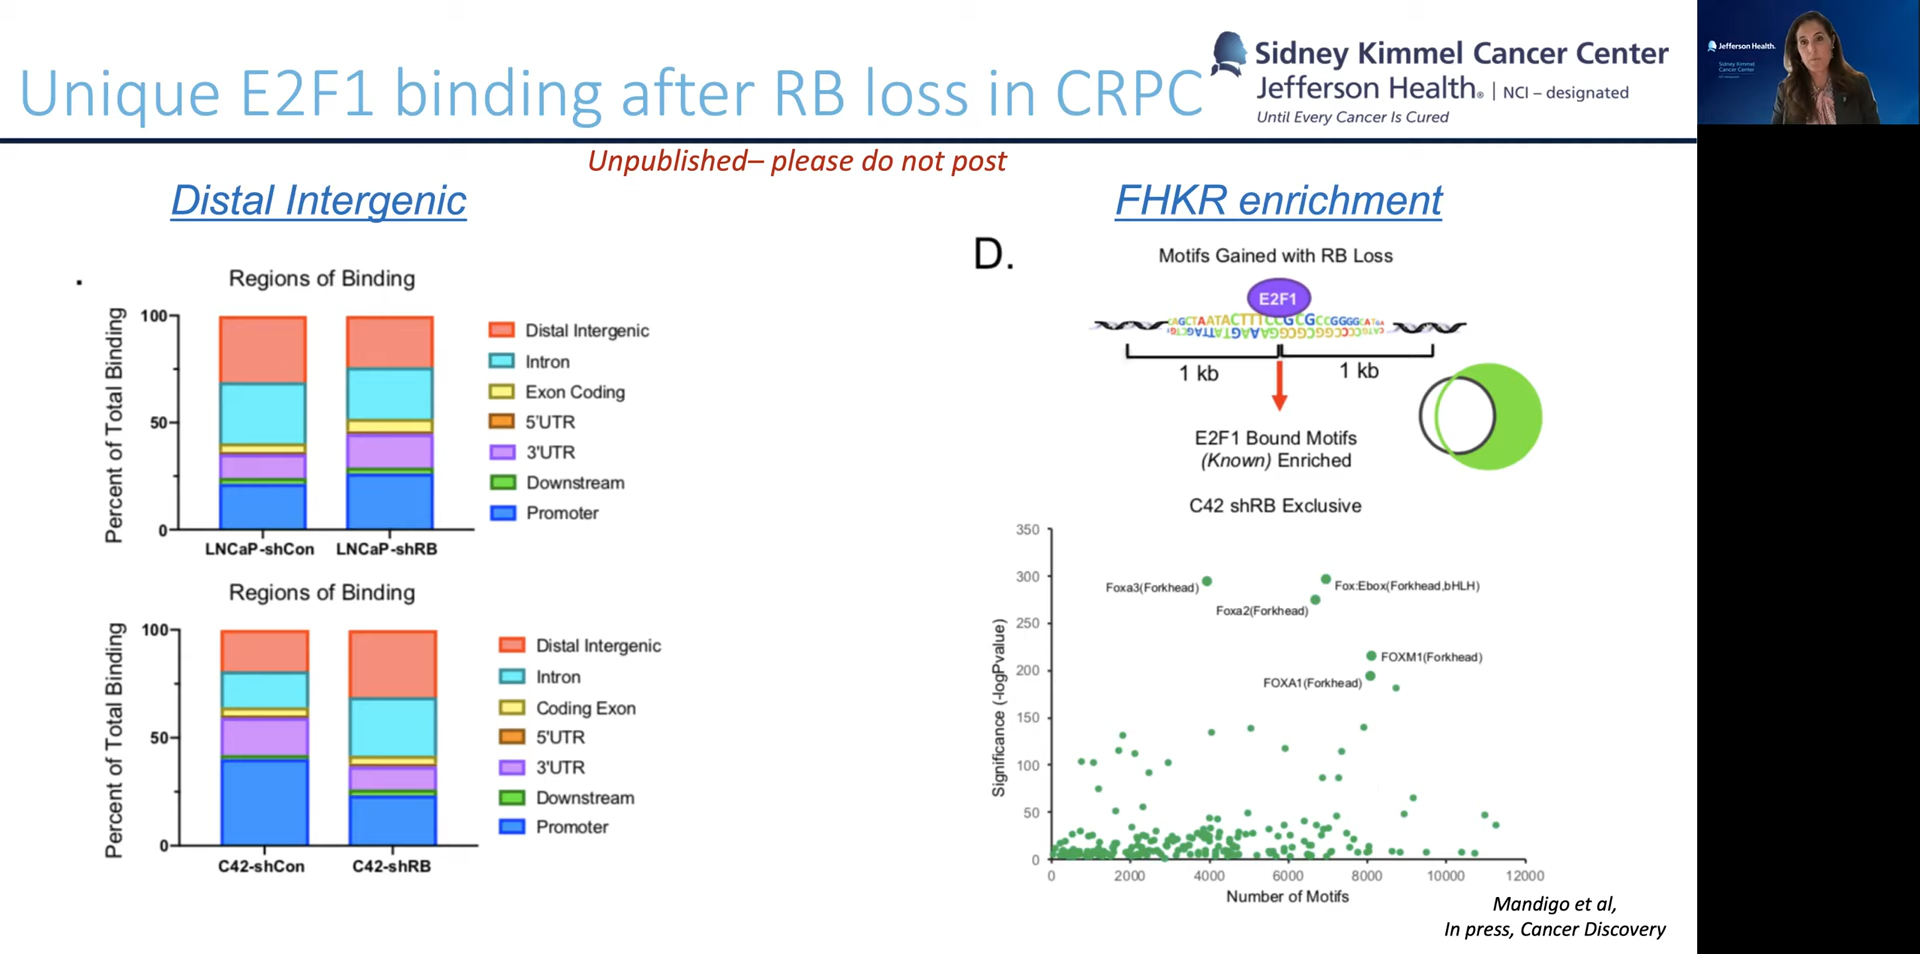 Unique E2F1 binding after RB loss in CRPC
Sidney Kimmel Cancer Center
Jefferson Health® | NCI – designated
Until Every Cancer Is Cured
Jefferson Health.
Sidney Kimmel
Cancer Center
Unpublished– please do not post
Distal Intergenic
FHKR enrichment
Regions of Binding
Percent of Total Binding
100
50
0
LNCaP-shCon
LNCaP-shRB
Distal Intergenic
Intron
Exon Coding
5'UTR
3'UTR
Downstream
Promoter
Regions of Binding
Percent of Total Binding
100
50
0
C42-shCon
C42-shRB
Distal Intergenic
Intron
Coding Exon
5'UTR
3'UTR
Downstream
Promoter
D.
Motifs Gained with RB Loss
E2F1
1 kb
1 kb
E2F1 Bound Motifs
(Known) Enriched
C42 shRB Exclusive
Significance (-logPvalue)
350
300
250
200
150
100
50
0
Foxa3(Forkhead)
Fox:Ebox(Forkhead,bHLH)
Foxa2(Forkhead)
FOXM1(Forkhead)
FOXA1(Forkhead)
0
2000
4000
6000
8000
10000
12000
Number of Motifs
Mandigo et al,
In press, Cancer Discovery